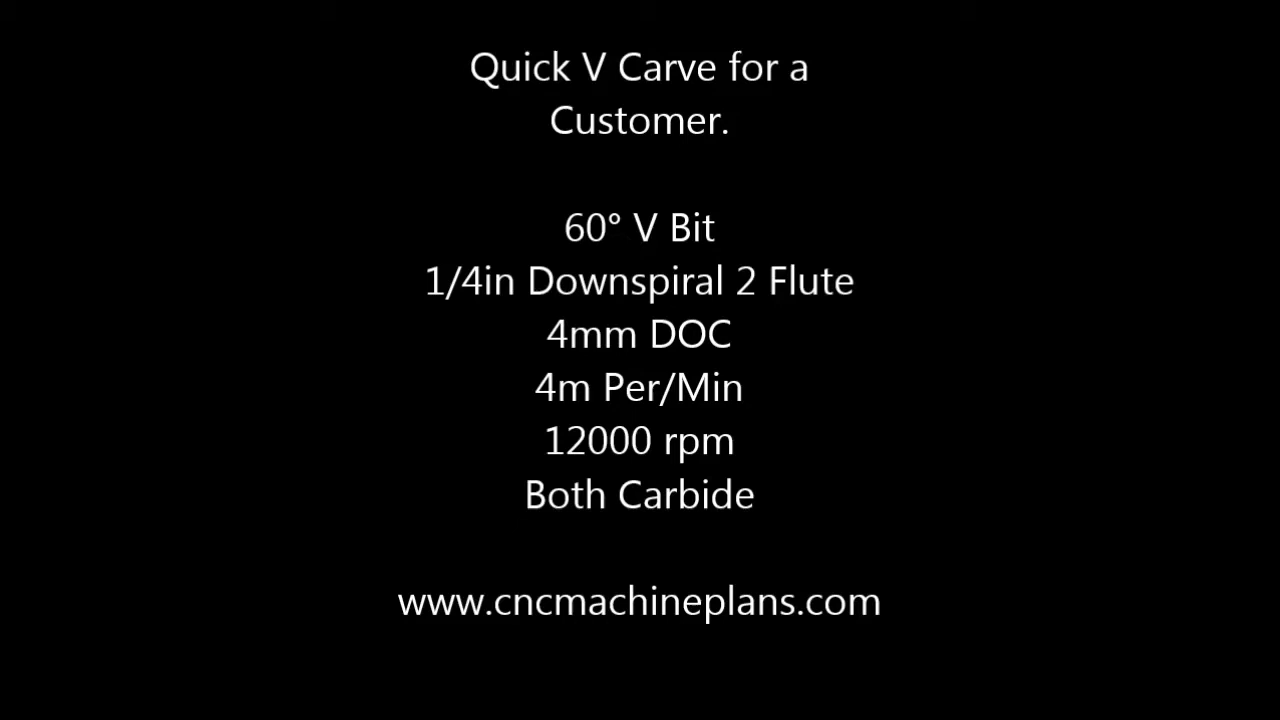 Quick V Carve for a
Customer.
60° V Bit
1/4in Downspiral 2 Flute
4mm DOC
4m Per/Min
12000 rpm
Both Carbide
www.cncmachineplans.com